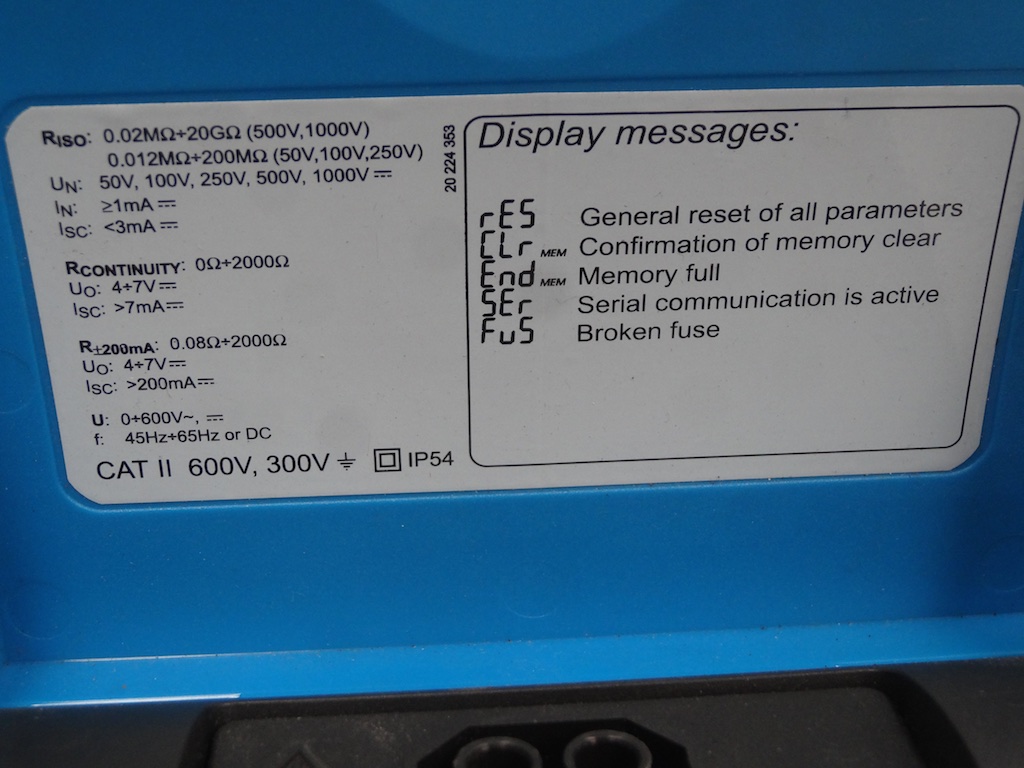 RISO: 0.02MΩ÷20GΩ (500V,1000V)
0.012MΩ÷200MΩ (50V,100V,250V)
UN: 50V, 100V, 250V, 500V, 1000V⎓
IN: ≥1mA⎓
ISC: <3mA⎓
RCONTINUITY: 0Ω÷2000Ω
UO: 4÷7V⎓
ISC: >7mA⎓
R±200mA: 0.08Ω÷2000Ω
UO: 4÷7V⎓
ISC: >200mA⎓
U: 0÷600V~, ⎓
f: 45Hz÷65Hz or DC
CAT II 600V, 300V ⏚ IP54
20 224 353
Display messages:
rES General reset of all parameters
CLr MEM Confirmation of memory clear
End MEM Memory full
SEr Serial communication is active
FuS Broken fuse